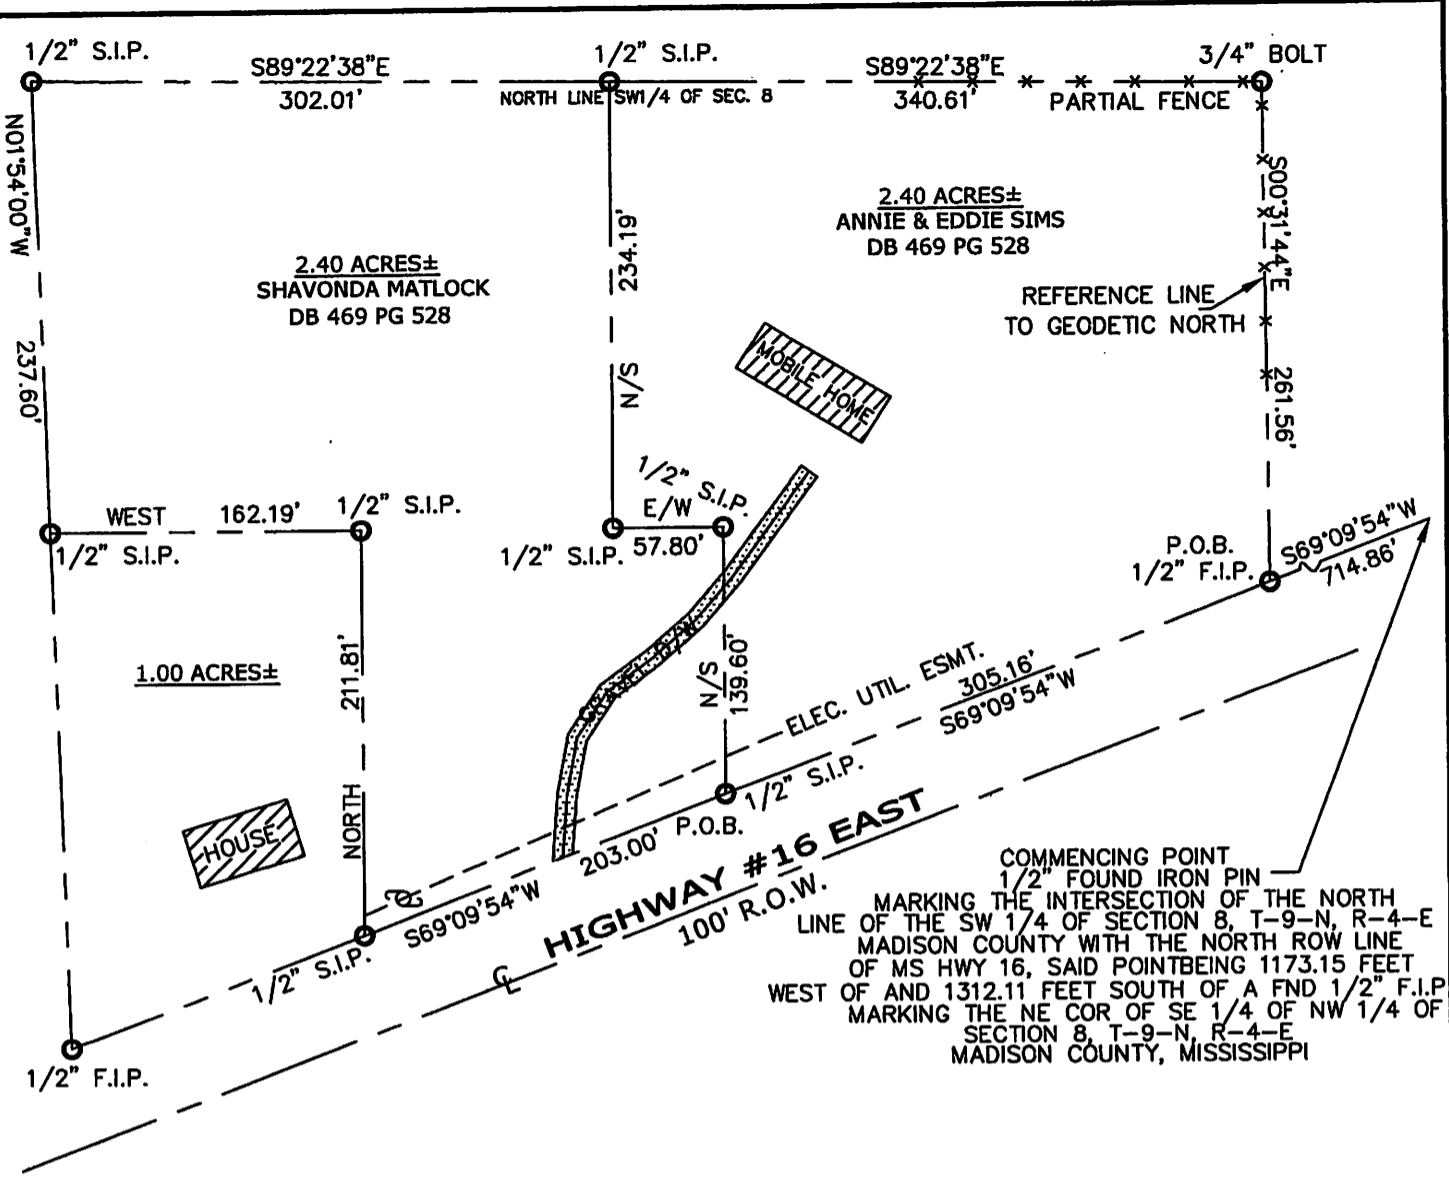 1/2" S.I.P.
S89°22'38"E
302.01'
1/2" S.I.P.
NORTH LINE SW1/4 OF SEC. 8
S89°22'38"E
340.61'
3/4" BOLT
PARTIAL FENCE
N01°54'00"W
237.60'
2.40 ACRES±
SHAVONDA MATLOCK
DB 469 PG 528
234.19'
N/S
2.40 ACRES±
ANNIE & EDDIE SIMS
DB 469 PG 528
S00°31'44"E
261.56'
REFERENCE LINE
TO GEODETIC NORTH
MOBILE HOME
WEST
162.19'
1/2" S.I.P.
1/2" S.I.P.
1/2" S.I.P.
E/W
57.80'
1/2" S.I.P.
P.O.B.
1/2" F.I.P.
S69°09'54"W
714.86'
1.00 ACRES±
211.81'
NORTH
GRAVEL D/W
N/S
139.60'
ELEC. UTIL. ESMT.
305.16'
S69°09'54"W
HOUSE
1/2" S.I.P.
P.O.B.
203.00'
S69°09'54"W
1/2" S.I.P.
HIGHWAY #16 EAST
100' R.O.W.
CL
1/2" F.I.P.
COMMENCING POINT
1/2" FOUND IRON PIN
MARKING THE INTERSECTION OF THE NORTH
LINE OF THE SW 1/4 OF SECTION 8, T-9-N, R-4-E
MADISON COUNTY WITH THE NORTH ROW LINE
OF MS HWY 16, SAID POINTBEING 1173.15 FEET
WEST OF AND 1312.11 FEET SOUTH OF A FND 1/2" F.I.P
MARKING THE NE COR OF SE 1/4 OF NW 1/4 OF
SECTION 8, T-9-N, R-4-E
MADISON COUNTY, MISSISSIPPI